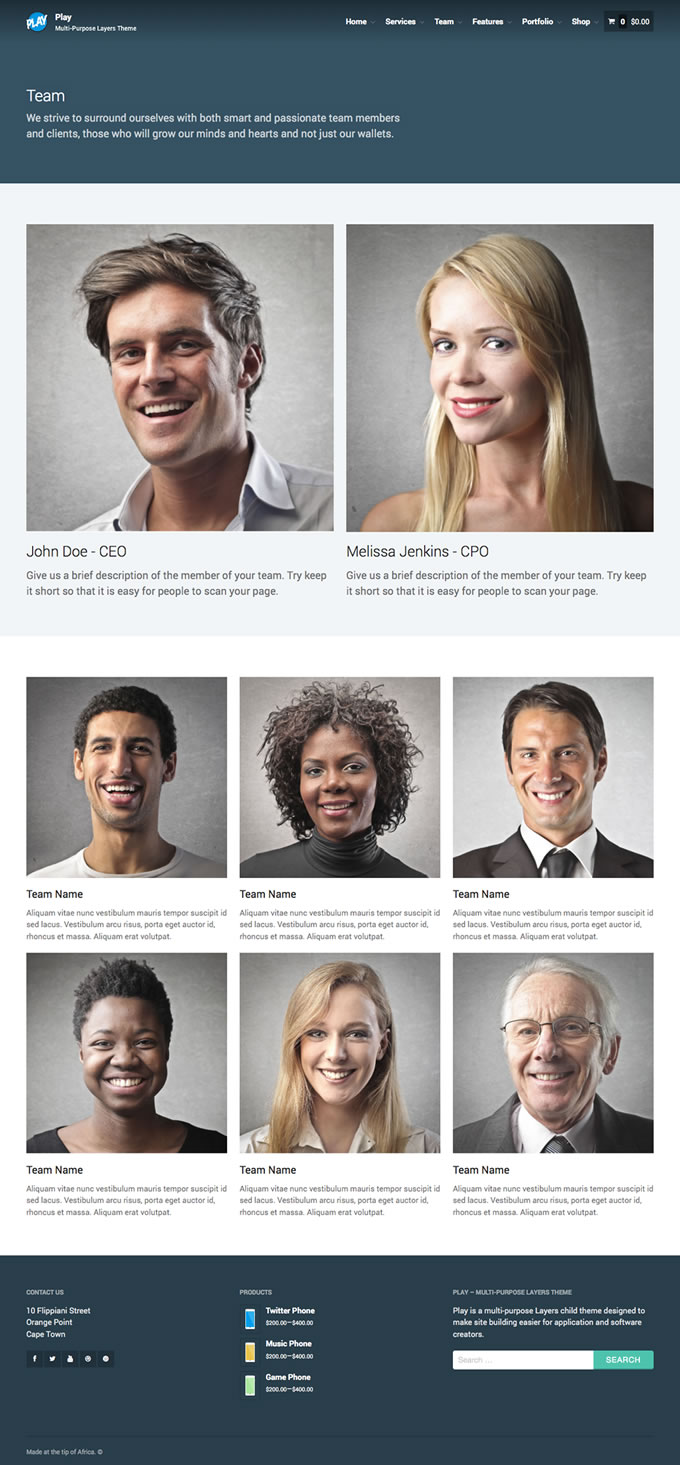 PLAY
Play
Multi-Purpose Layers Theme
Home Services Team Features Portfolio Shop 0 $0.00
Team
We strive to surround ourselves with both smart and passionate team members
and clients, those who will grow our minds and hearts and not just our wallets.
John Doe - CEO
Give us a brief description of the member of your team. Try keep
it short so that it is easy for people to scan your page.
Melissa Jenkins - CPO
Give us a brief description of the member of your team. Try keep
it short so that it is easy for people to scan your page.
Team Name
Aliquam vitae nunc vestibulum mauris tempor suscipit id
sed lacus. Vestibulum arcu risus, porta eget auctor id,
rhoncus et massa. Aliquam erat volutpat.
Team Name
Aliquam vitae nunc vestibulum mauris tempor suscipit id
sed lacus. Vestibulum arcu risus, porta eget auctor id,
rhoncus et massa. Aliquam erat volutpat.
Team Name
Aliquam vitae nunc vestibulum mauris tempor suscipit id
sed lacus. Vestibulum arcu risus, porta eget auctor id,
rhoncus et massa. Aliquam erat volutpat.
Team Name
Aliquam vitae nunc vestibulum mauris tempor suscipit id
sed lacus. Vestibulum arcu risus, porta eget auctor id,
rhoncus et massa. Aliquam erat volutpat.
Team Name
Aliquam vitae nunc vestibulum mauris tempor suscipit id
sed lacus. Vestibulum arcu risus, porta eget auctor id,
rhoncus et massa. Aliquam erat volutpat.
Team Name
Aliquam vitae nunc vestibulum mauris tempor suscipit id
sed lacus. Vestibulum arcu risus, porta eget auctor id,
rhoncus et massa. Aliquam erat volutpat.
CONTACT US
10 Flippiani Street
Orange Point
Cape Town
PRODUCTS
Twitter Phone
$200.00–$400.00
Music Phone
$200.00–$400.00
Game Phone
$200.00–$400.00
PLAY – MULTI-PURPOSE LAYERS THEME
Play is a multi-purpose Layers child theme designed to
make site building easier for application and software
creators.
Search ... SEARCH
Made at the tip of Africa. ©